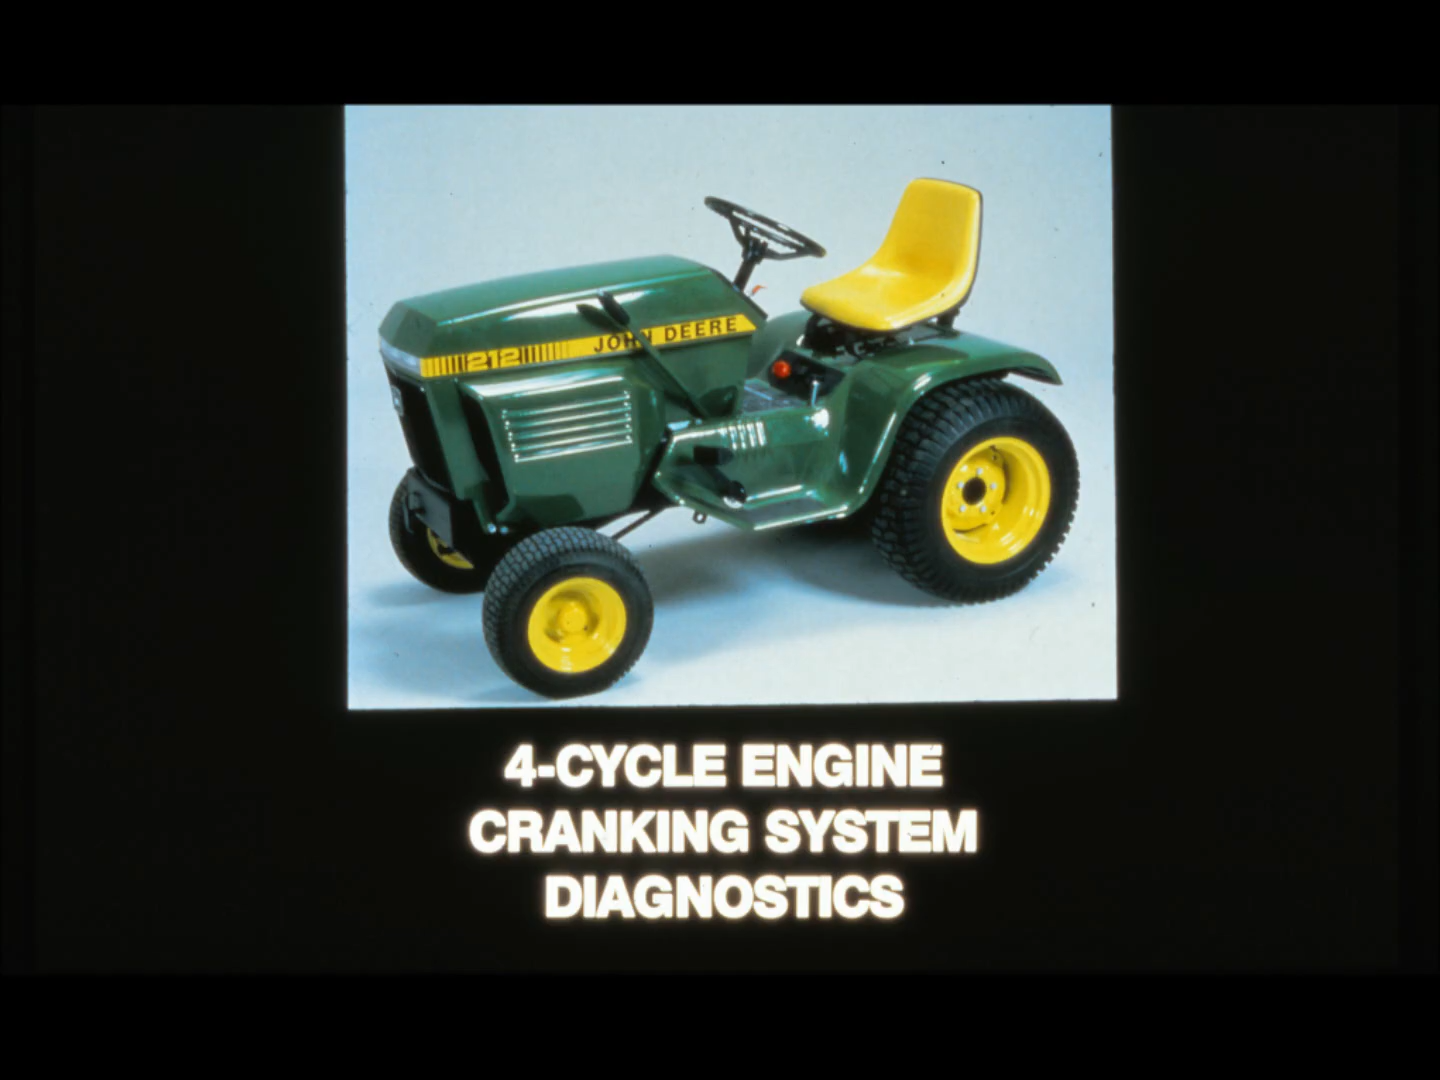 212 JOHN DEERE
4-CYCLE ENGINE
CRANKING SYSTEM
DIAGNOSTICS